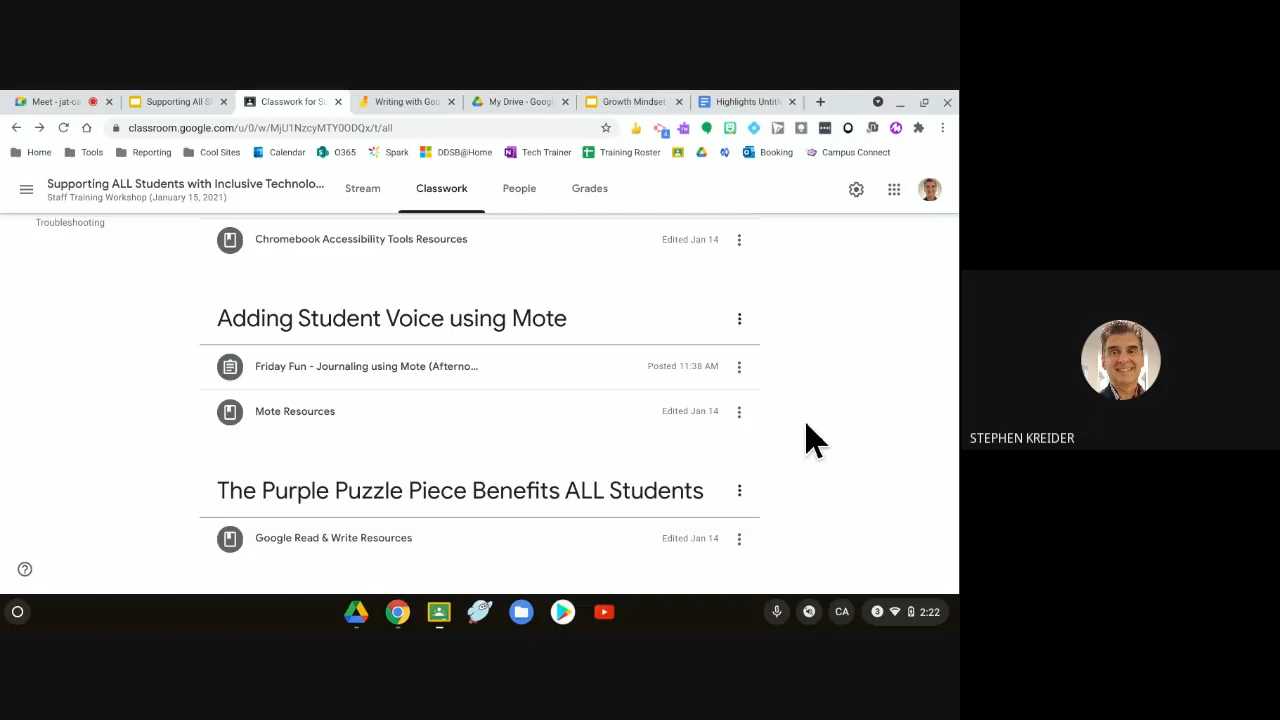 Meet - jat-ca
Supporting All S
Classwork for Su
Writing with Goo
My Drive - Googl
Growth Mindset
Highlights Untitl
classroom.google.com/u/0/w/MjU1NzcyMTY0ODQx/t/all
Home
Tools
Reporting
Cool Sites
Calendar
O365
Spark
DDSB@Home
Tech Trainer
Training Roster
Booking
Campus Connect
Supporting ALL Students with Inclusive Technolo...
Staff Training Workshop (January 15, 2021)
Stream
Classwork
People
Grades
Troubleshooting
Chromebook Accessibility Tools Resources
Edited Jan 14
Adding Student Voice using Mote
Friday Fun - Journaling using Mote (Afterno...
Posted 11:38 AM
Mote Resources
Edited Jan 14
STEPHEN KREIDER
The Purple Puzzle Piece Benefits ALL Students
Google Read & Write Resources
Edited Jan 14
CA
3
2:22